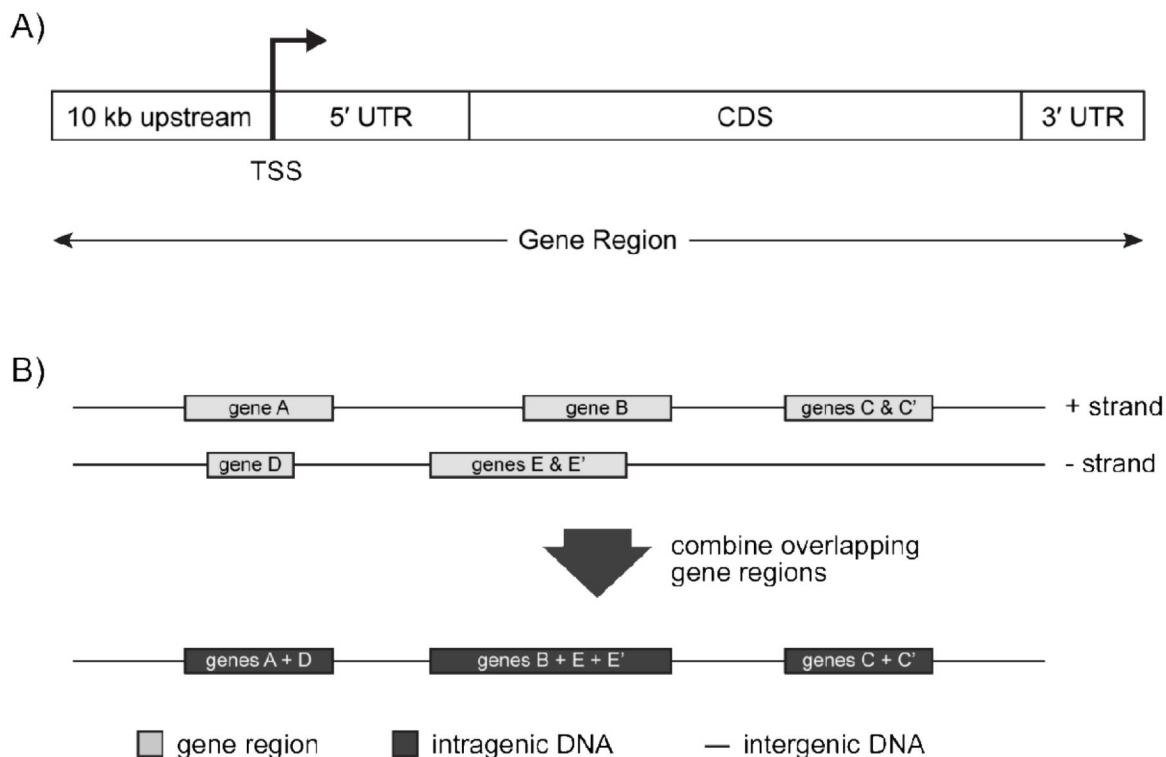 A)
10 kb upstream 5′ UTR CDS 3′ UTR
TSS
Gene Region
B)
gene A gene B genes C & C' + strand
gene D genes E & E' - strand
combine overlapping
gene regions
genes A + D genes B + E + E' genes C + C'
gene region intragenic DNA intergenic DNA